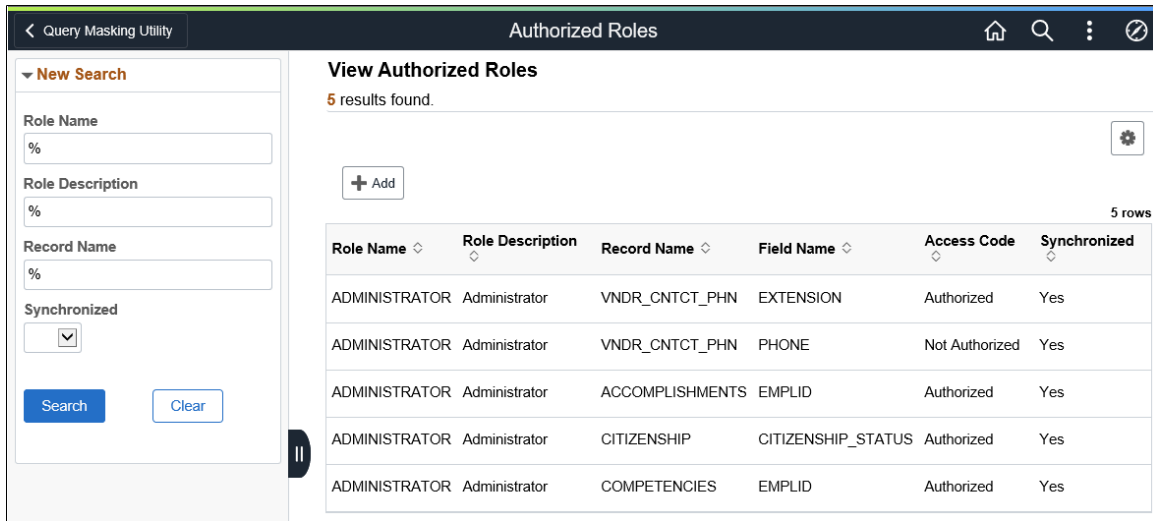 Query Masking Utility
Authorized Roles
New Search
Role Name
%
Role Description
%
Record Name
%
Synchronized
Search Clear
View Authorized Roles
5 results found.
Add
5 rows
Role Name Role Description Record Name Field Name Access Code Synchronized
ADMINISTRATOR Administrator VNDR_CNTCT_PHN EXTENSION Authorized Yes
ADMINISTRATOR Administrator VNDR_CNTCT_PHN PHONE Not Authorized Yes
ADMINISTRATOR Administrator ACCOMPLISHMENTS EMPLID Authorized Yes
ADMINISTRATOR Administrator CITIZENSHIP CITIZENSHIP_STATUS Authorized Yes
ADMINISTRATOR Administrator COMPETENCIES EMPLID Authorized Yes